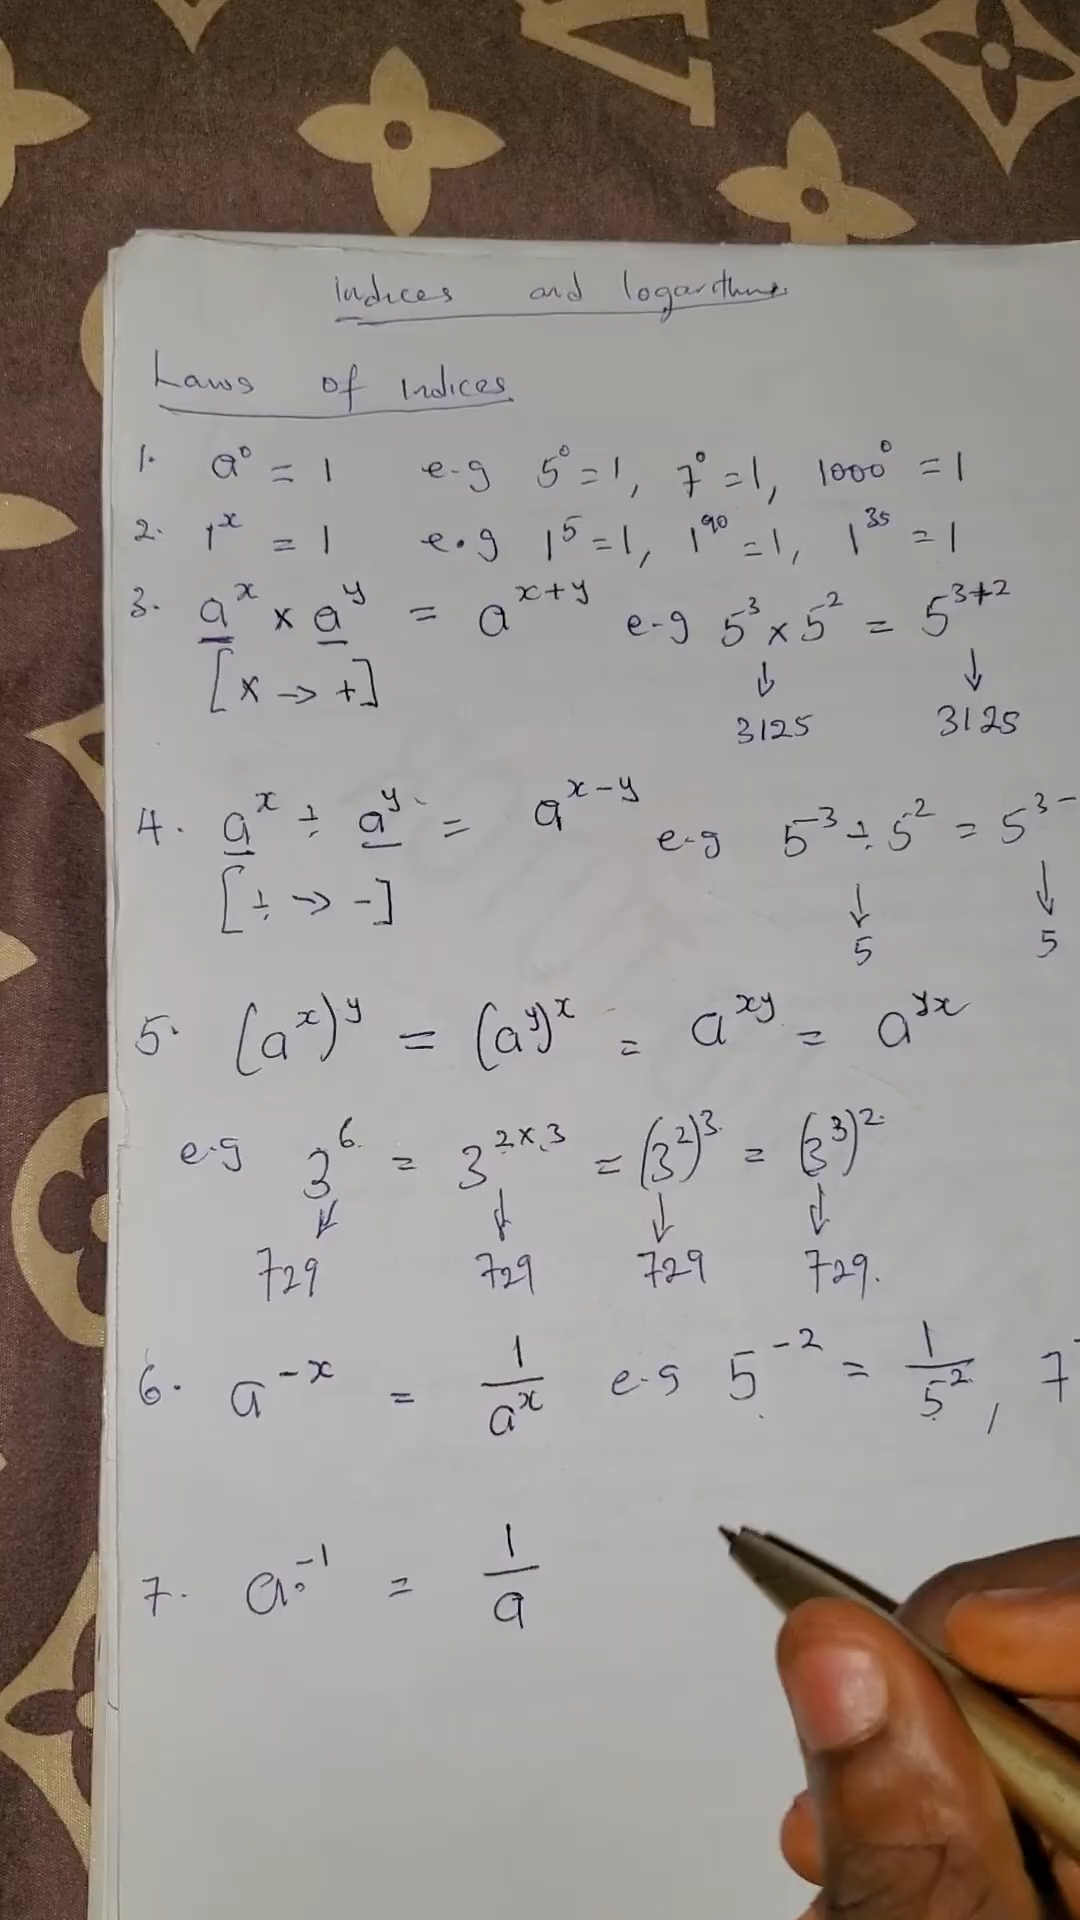 Indices and logarithms
Laws of Indices
1. a⁰ = 1 e.g 5⁰ = 1, 7⁰ = 1, 1000⁰ = 1
2. 1ˣ = 1 e.g 1⁵ = 1, 1⁹⁰ = 1, 1³⁵ = 1
3. aˣ × aʸ = aˣ⁺ʸ e-g 5³ × 5² = 5³⁺²
[× → +] ↓ ↓
3125 3125
4. aˣ ÷ aʸ = aˣ⁻ʸ e-g 5³ ÷ 5² = 5³⁻
[÷ → -] ↓ ↓
5 5
5. (aˣ)ʸ = (aʸ)ˣ = aˣʸ = aʸˣ
e-g 3⁶ = 3²ˣ³ = (3²)³ = (3³)²
↓ ↓ ↓ ↓
729 729 729 729.
6. a⁻ˣ = 1/aˣ e-g 5⁻² = 1/5², 7⁻
7. a⁻¹ = 1/a